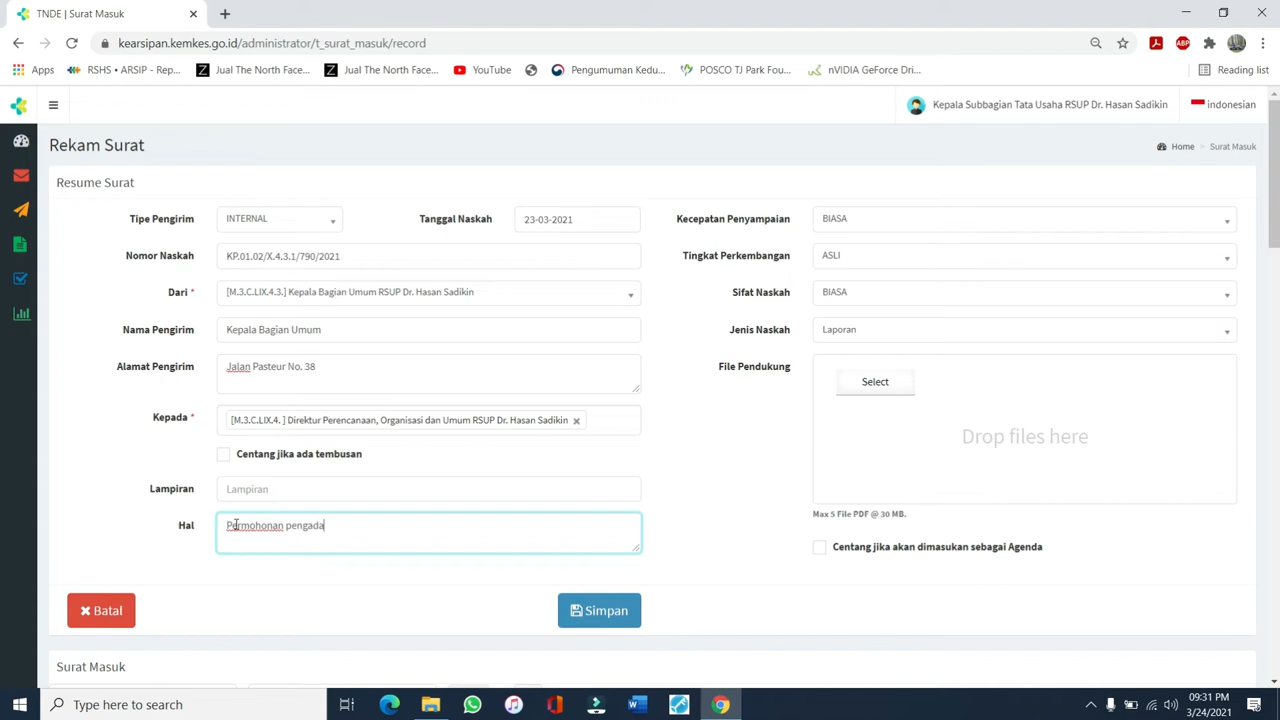 TNDE | Surat Masuk
kearsipan.kemkes.go.id/administrator/t_surat_masuk/record
ABP
Apps
RSHS • ARSIP - Rep...
Jual The North Face...
Jual The North Face...
YouTube
Pengumuman Kedu...
POSCO TJ Park Foun...
nVIDIA GeForce Dri...
Reading list
Kepala Subbagian Tata Usaha RSUP Dr. Hasan Sadikin
indonesian
Rekam Surat
Home > Surat Masuk
Resume Surat
Tipe Pengirim
INTERNAL
Tanggal Naskah
23-03-2021
Kecepatan Penyampaian
BIASA
Nomor Naskah
KP.01.02/X.4.3.1/790/2021
Tingkat Perkembangan
ASLI
Dari *
[M.3.C.LIX.4.3.] Kepala Bagian Umum RSUP Dr. Hasan Sadikin
Sifat Naskah
BIASA
Nama Pengirim
Kepala Bagian Umum
Jenis Naskah
Laporan
Alamat Pengirim
Jalan Pasteur No. 38
File Pendukung
Select
Drop files here
Kepada *
[M.3.C.LIX.4. ] Direktur Perencanaan, Organisasi dan Umum RSUP Dr. Hasan Sadikin ×
Centang jika ada tembusan
Lampiran
Lampiran
Max 5 File PDF @ 30 MB.
Hal
Permohonan pengada
Centang jika akan dimasukan sebagai Agenda
Batal
Simpan
Surat Masuk
Type here to search
09:31 PM
3/24/2021